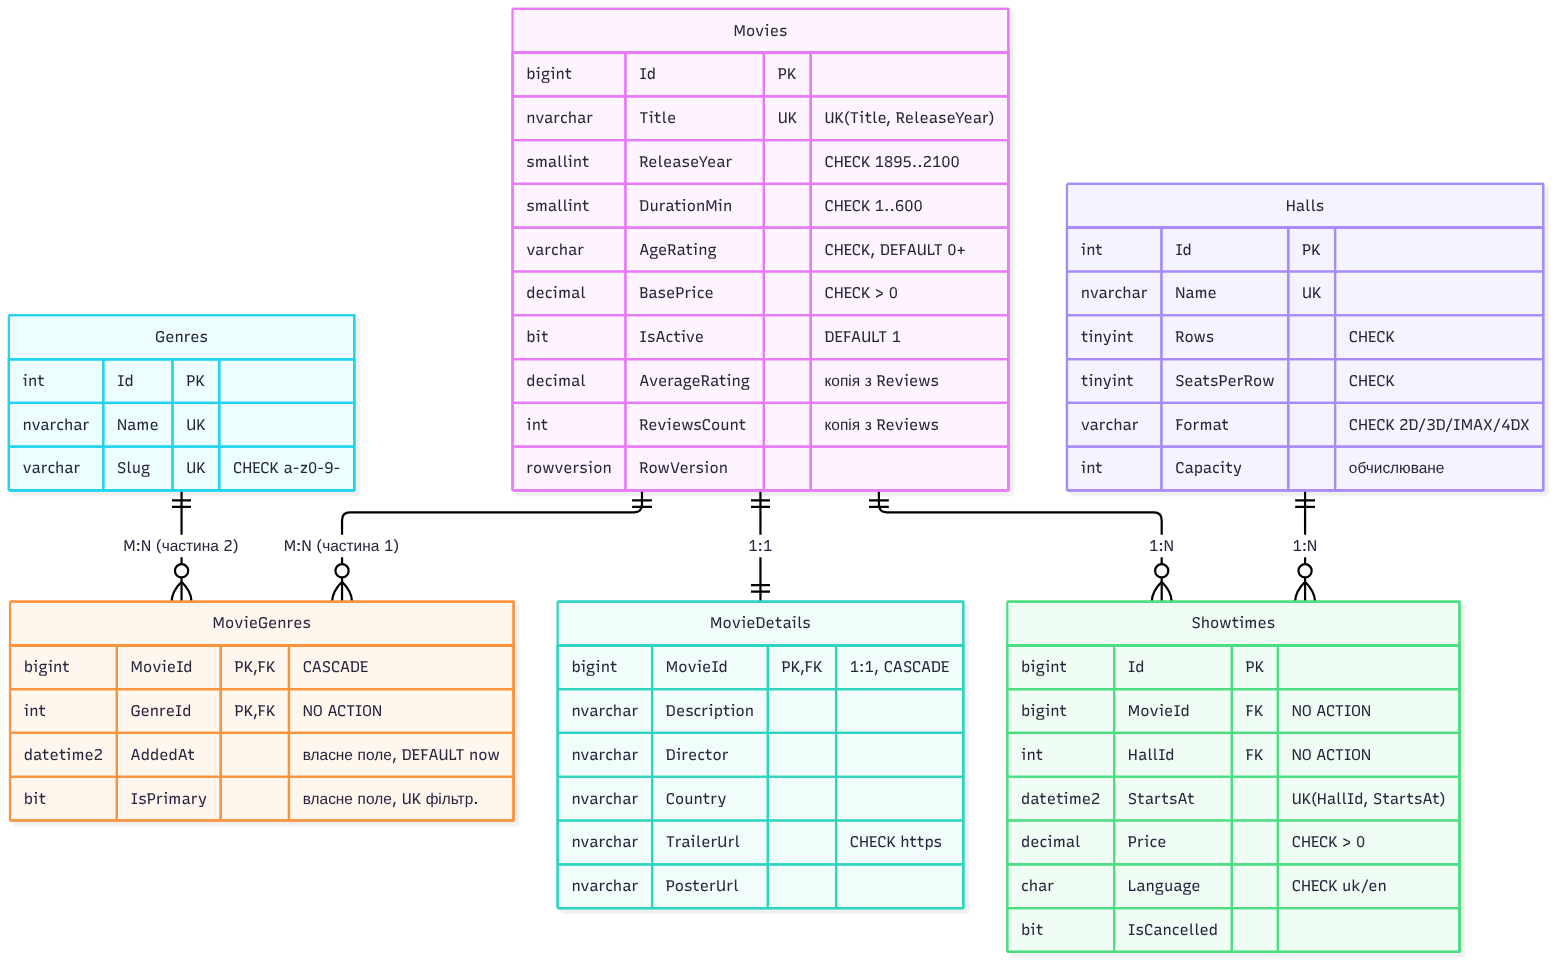 Movies
bigint Id PK
nvarchar Title UK UK(Title, ReleaseYear)
smallint ReleaseYear CHECK 1895..2100
smallint DurationMin CHECK 1..600
varchar AgeRating CHECK, DEFAULT 0+
decimal BasePrice CHECK > 0
bit IsActive DEFAULT 1
decimal AverageRating копія з Reviews
int ReviewsCount копія з Reviews
rowversion RowVersion
Halls
int Id PK
nvarchar Name UK
tinyint Rows CHECK
tinyint SeatsPerRow CHECK
varchar Format CHECK 2D/3D/IMAX/4DX
int Capacity обчислюване
Genres
int Id PK
nvarchar Name UK
varchar Slug UK CHECK a-z0-9-
M:N (частина 2)
M:N (частина 1)
1:1
1:N
1:N
MovieGenres
bigint MovieId PK,FK CASCADE
int GenreId PK,FK NO ACTION
datetime2 AddedAt власне поле, DEFAULT now
bit IsPrimary власне поле, UK фільтр.
MovieDetails
bigint MovieId PK,FK 1:1, CASCADE
nvarchar Description
nvarchar Director
nvarchar Country
nvarchar TrailerUrl CHECK https
nvarchar PosterUrl
Showtimes
bigint Id PK
bigint MovieId FK NO ACTION
int HallId FK NO ACTION
datetime2 StartsAt UK(HallId, StartsAt)
decimal Price CHECK > 0
char Language CHECK uk/en
bit IsCancelled